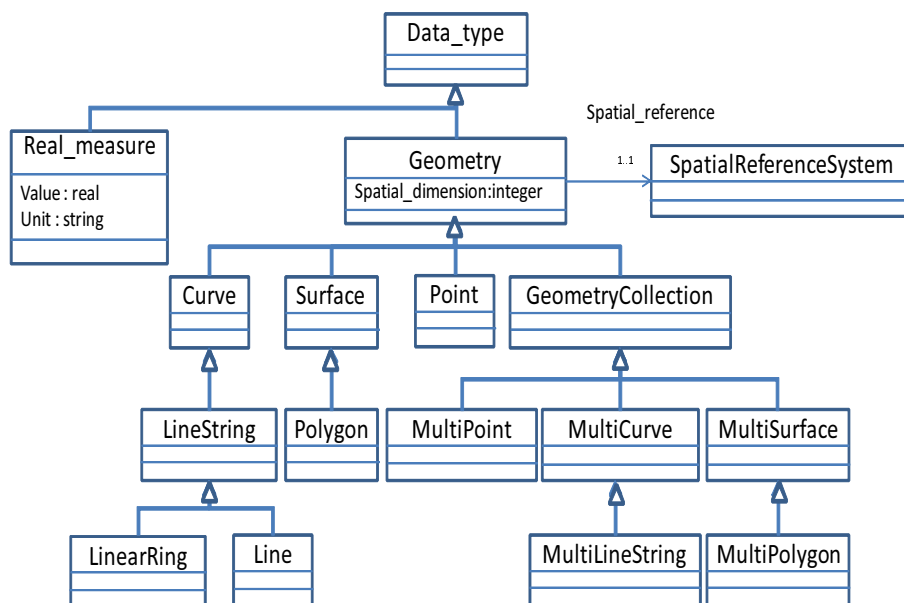 Data_type
Spatial_reference
Real_measure
Value : real
Unit : string
Geometry
Spatial_dimension:integer
1..1
SpatialReferenceSystem
Curve
Surface
Point
GeometryCollection
LineString
Polygon
MultiPoint
MultiCurve
MultiSurface
LinearRing
Line
MultiLineString
MultiPolygon